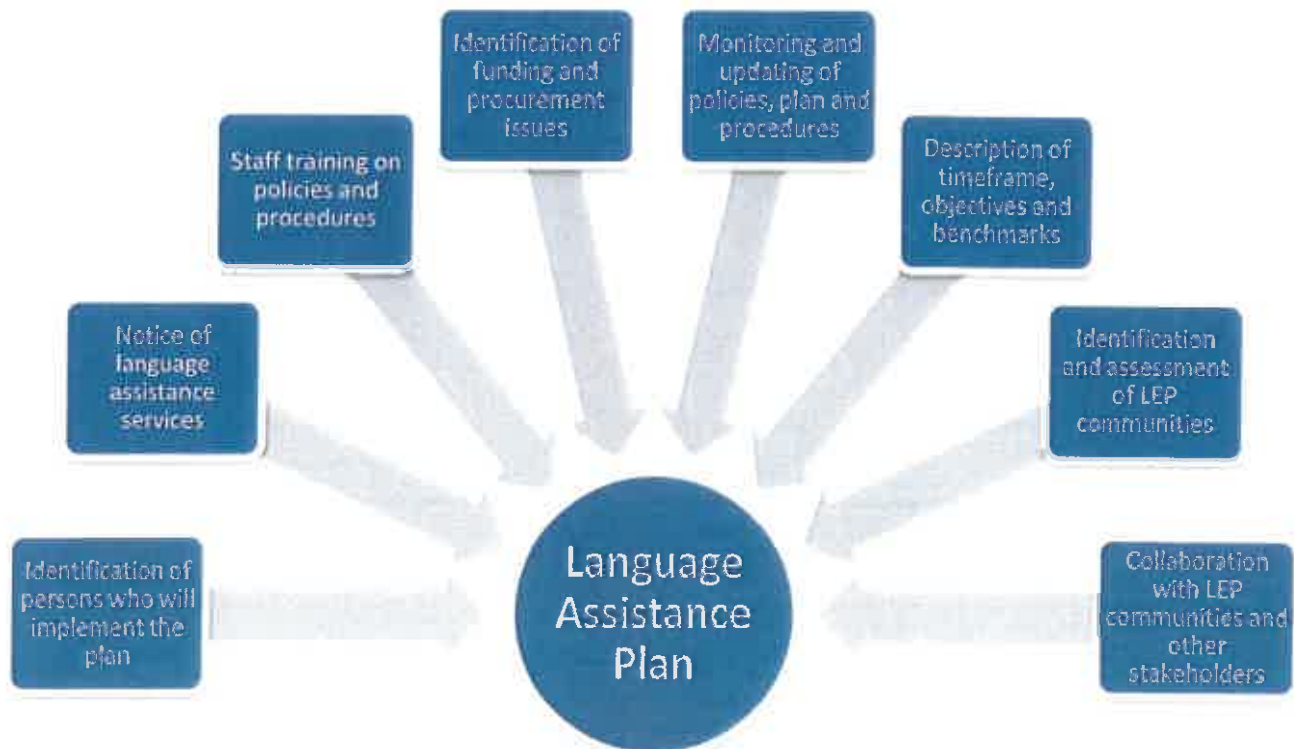 Identification of
funding and
procurement
issues
Monitoring and
updating of
policies, plan and
procedures
Staff training on
policies and
procedures
Description of
timeframe,
objectives and
benchmarks
Notice of
language
assistance
services
Identification
and assessment
of LEP
communities
Identification of
persons who will
implement the
plan
Language
Assistance
Plan
Collaboration
with LEP
communities and
other
stakeholders